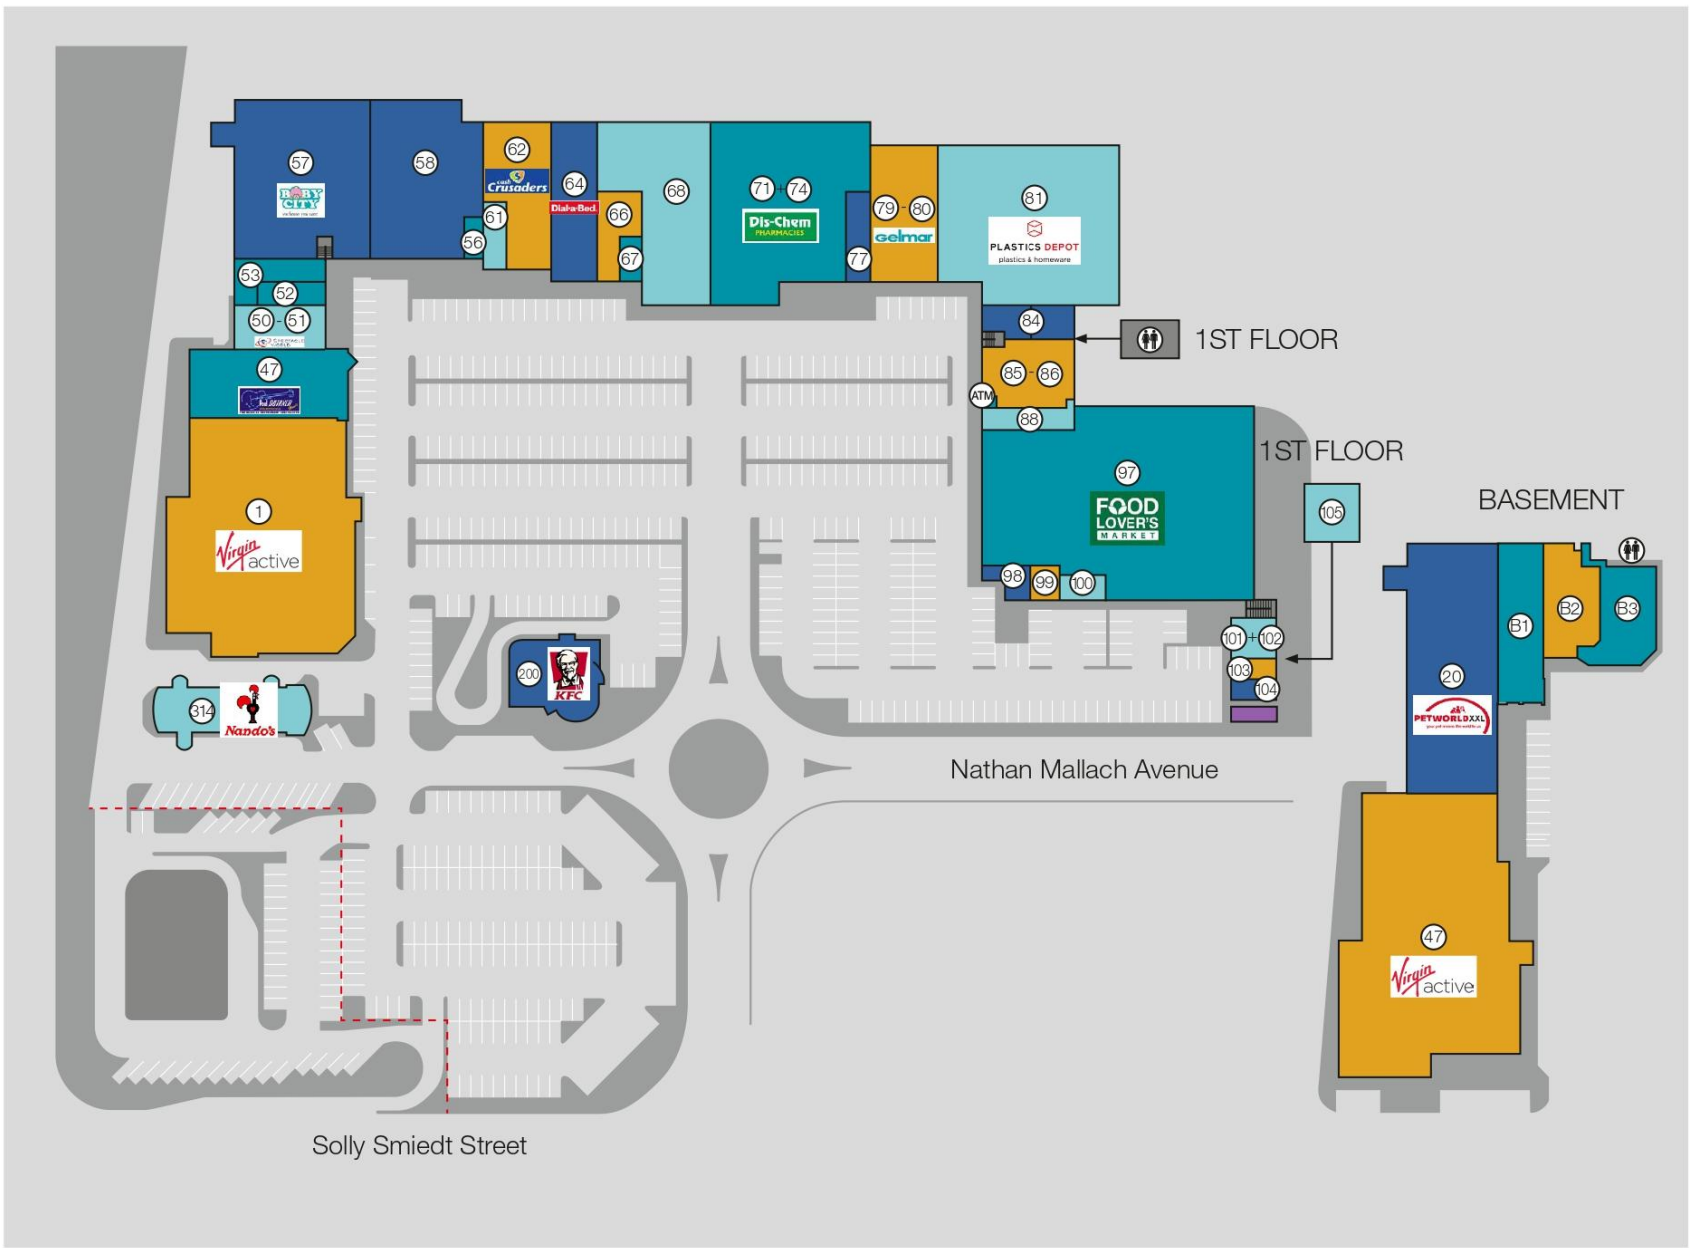 57
BABY
CITY
58
62
cash
Crusaders
64
Dial-a-Bed
61
56
66
67
68
71 + 74
Dis-Chem
PHARMACIES
77
79 - 80
Gelmar
81
PLASTICS DEPOT
plastics & homeware
53
52
50 - 51
47
84
1ST FLOOR
85 - 86
ATM
88
1ST FLOOR
97
FOOD
LOVER'S
MARKET
105
BASEMENT
1
Virgin
active
98
99
100
101 + 102
103
104
B1
B2
B3
200
KFC
314
Nando's
20
PETWORLDXXL
Nathan Mallach Avenue
47
Virgin
active
Solly Smiedt Street